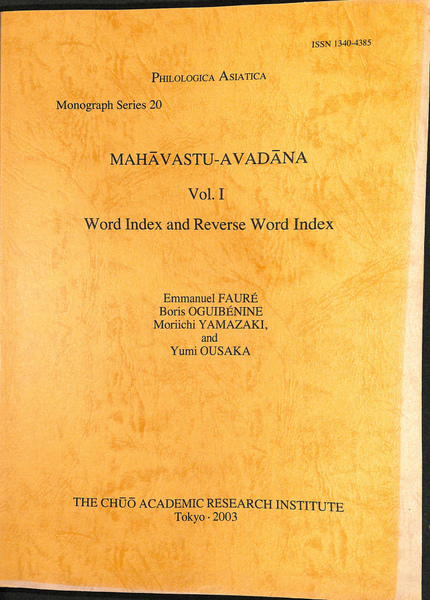 ISSN 1340-4385
PHILOLOGICA ASIATICA
Monograph Series 20
MAHĀVASTU-AVADĀNA
Vol. I
Word Index and Reverse Word Index
Emmanuel FAURÉ
Boris OGUIBÉNINE
Moriichi YAMAZAKI,
and
Yumi OUSAKA
THE CHŪŌ ACADEMIC RESEARCH INSTITUTE
Tokyo · 2003